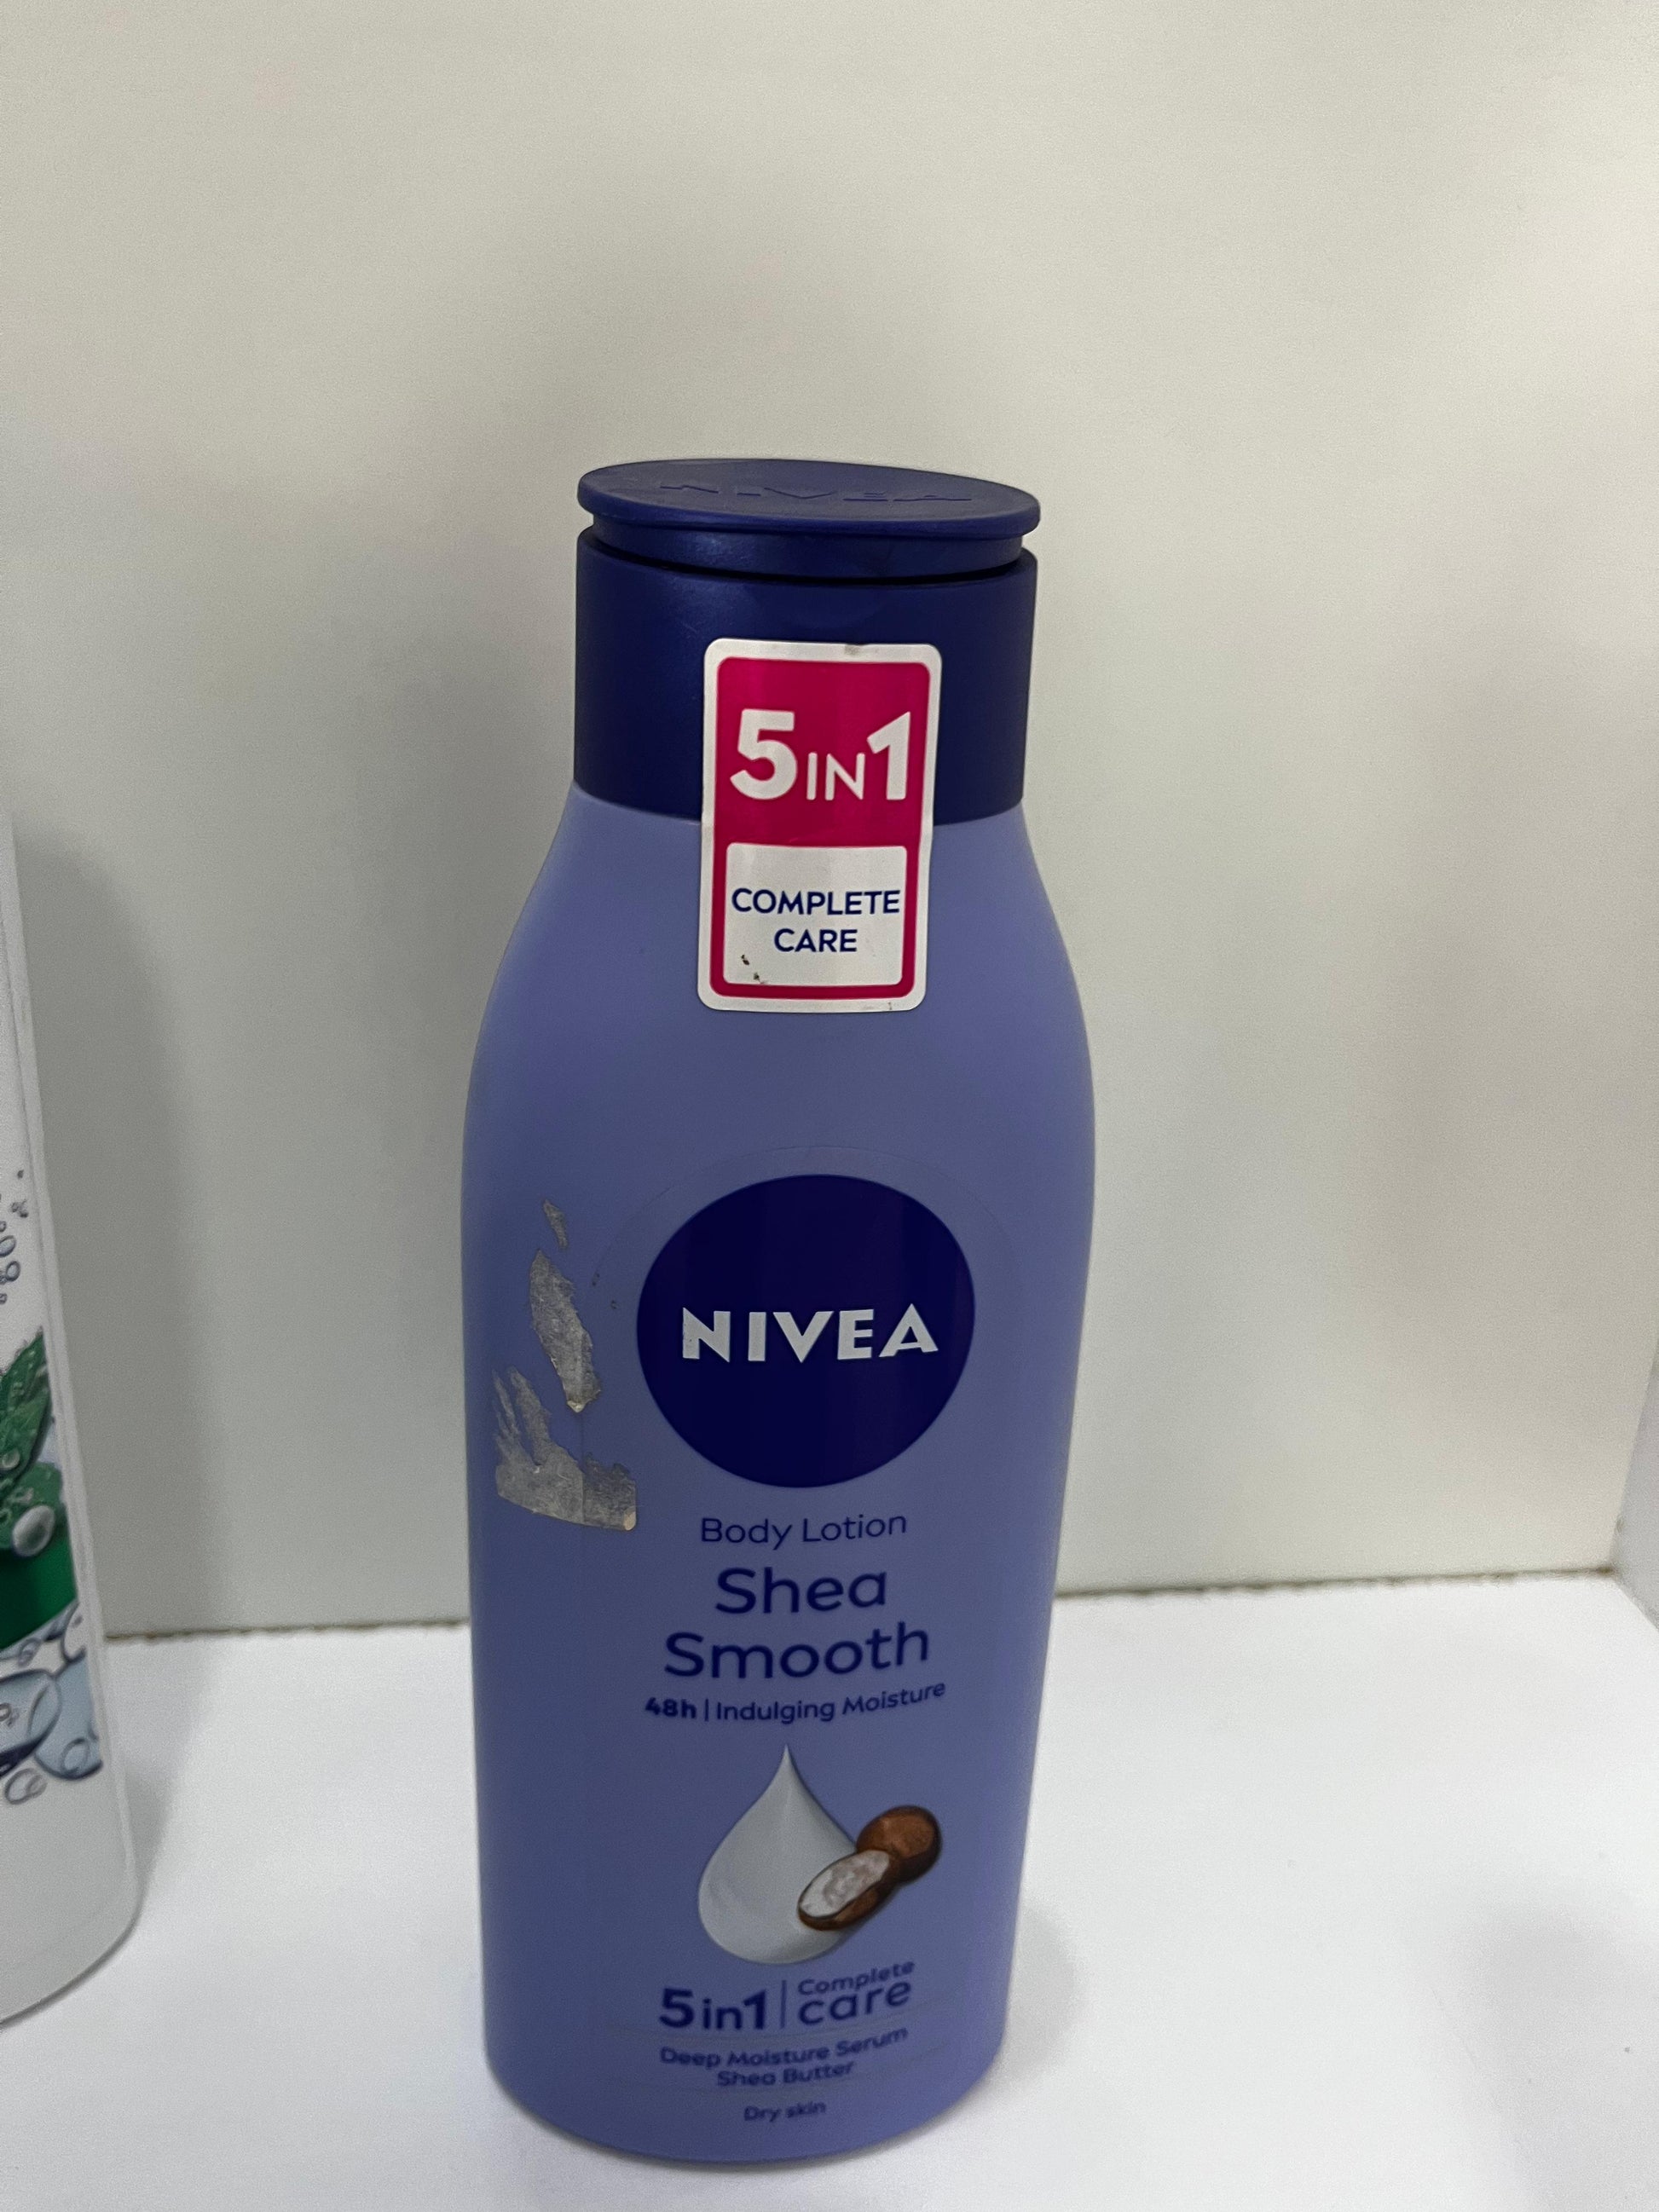 NIVEA
5IN1
COMPLETE
CARE
NIVEA
Body Lotion
Shea
Smooth
48h | Indulging Moisture
5in1 | Complete care
Deep Moisture Serum
Shea Butter
Dry skin